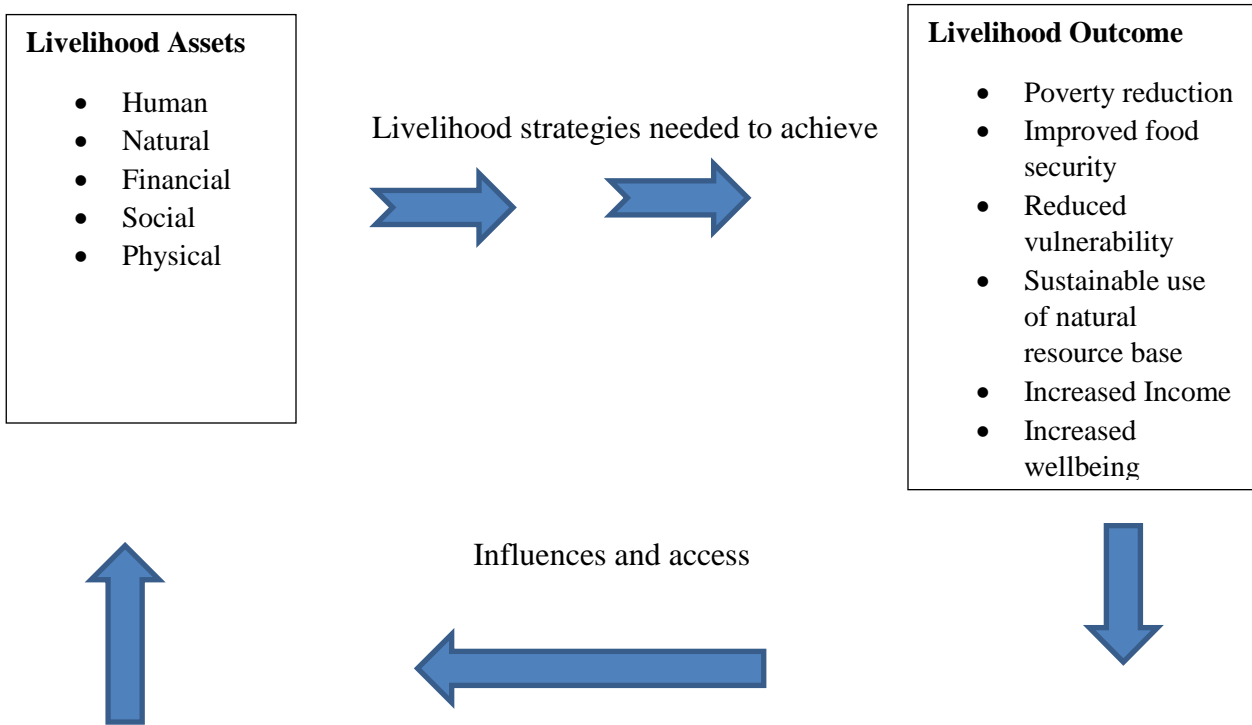 Livelihood Assets
• Human
• Natural
• Financial
• Social
• Physical
Livelihood strategies needed to achieve
Livelihood Outcome
• Poverty reduction
• Improved food
security
• Reduced
vulnerability
• Sustainable use
of natural
resource base
• Increased Income
• Increased
wellbeing
Influences and access